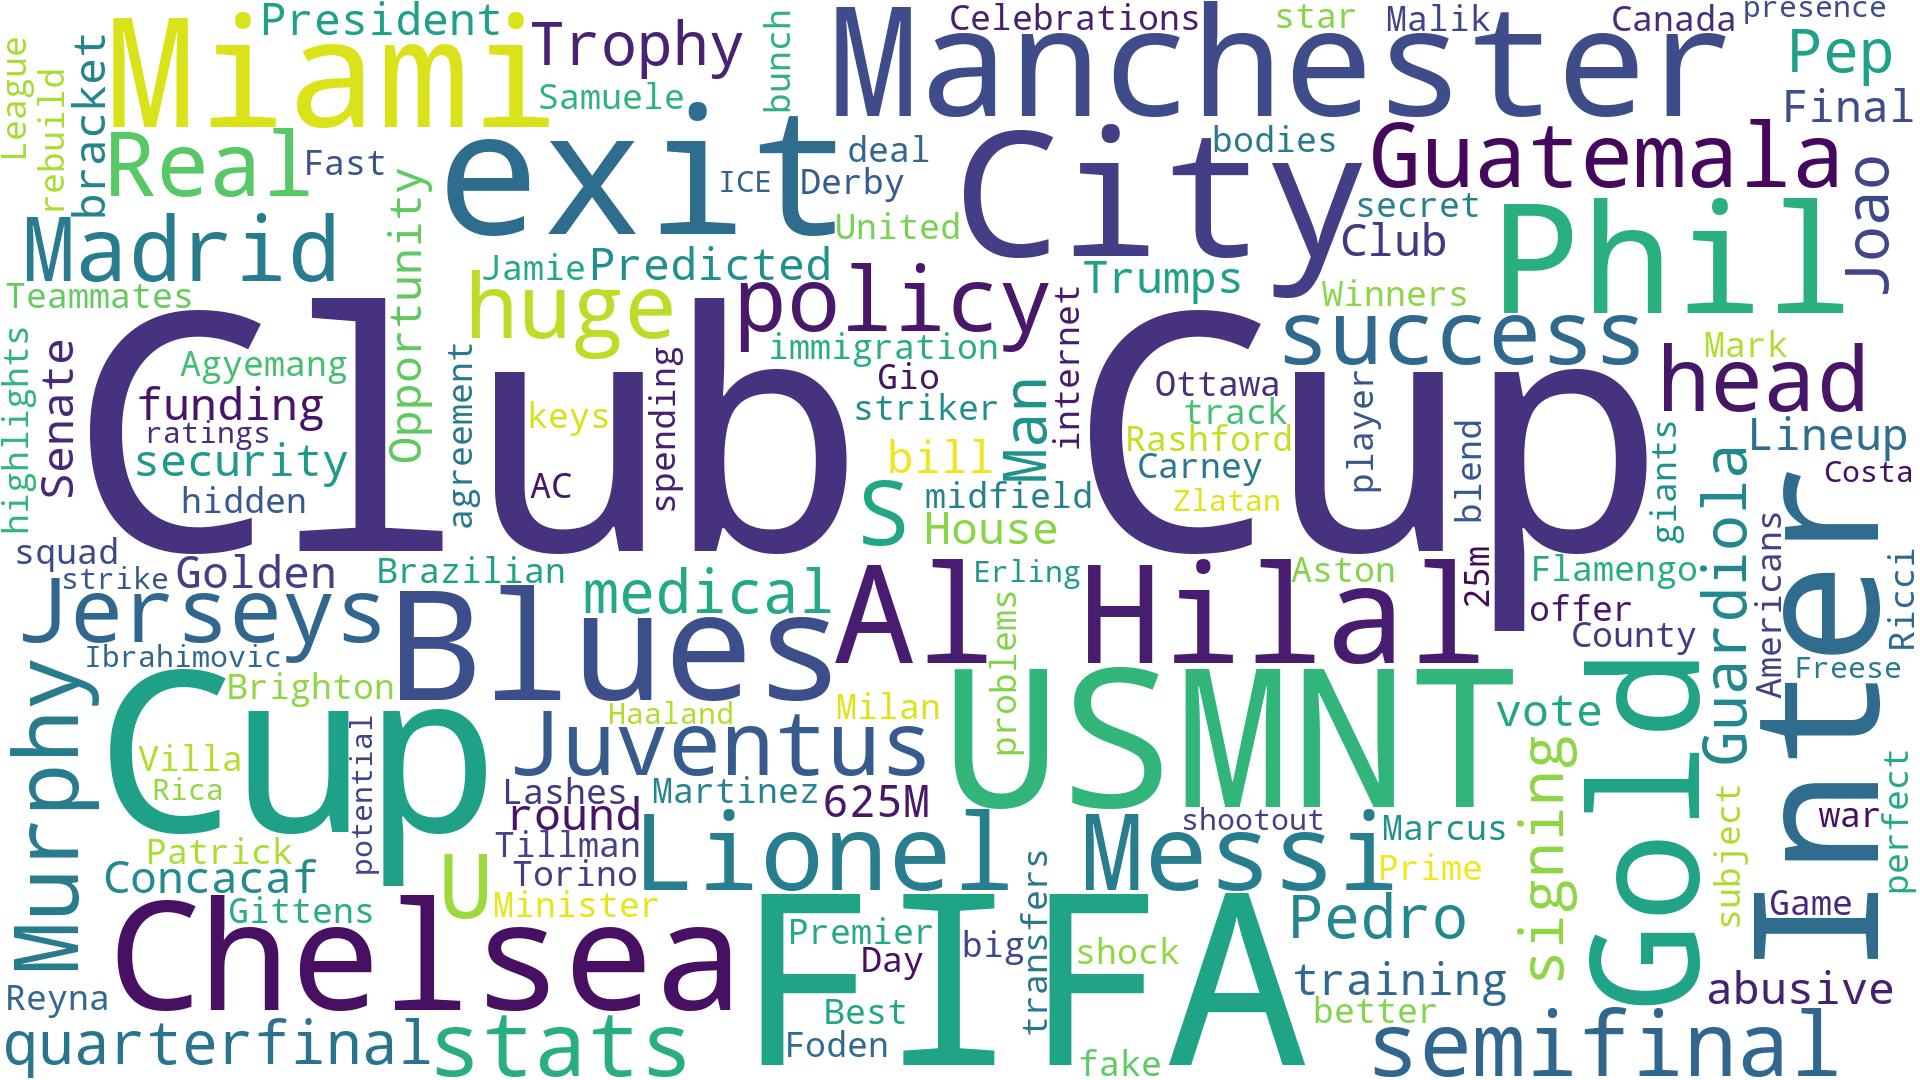 League
rebuild
bracket
Miami
President
Trophy
Samuele
bunch
Manchester
Celebrations
star
Malik
Canada
presence
Pep
Final
Real
Fast
Opportunity
exit
ICE
deal
Derby
United
City
bodies
Guatemala
secret
Club
Joao
Madrid
Teammates
Jamie
Predicted
huge
policy
Trumps
Winners
Phil
success
highlights
Senate
Agyemang
funding
ratings
security
hidden
Club
agreement
keys
AC
spending
immigration
Gio
striker
bill
S
midfield
House
Man
internet
Cup
Ottawa
track
Rashford
Carney
Zlatan
player
blend
Mark
head
giants
Lineup
Costa
Guardiola
Americans
Inter
Ricci
squad
strike
Golden
Brazilian
Jerseys
Ibrahimovic
medical
Blues
Al Hilal
Erling
Aston
25m
Flamengo
offer
County
Freese
Murphy
Brighton
Cup
Villa
Rica
potential
Haaland
Milan
Juventus
problems
USMNT
vote
Gold
signing
Lashes
round
Martinez
625M
Tillman
Torino
Lionel Messi
shootout
Marcus
Prime
subject
war
perfect
Patrick
Concacaf
Gittens
U
Minister
Chelsea
FIFA
Premier
Day
big
transfers
shock
Best
Foden
fake
Pedro
training
better
Game
abusive
Reyna
quarterfinal
stats
semifinal